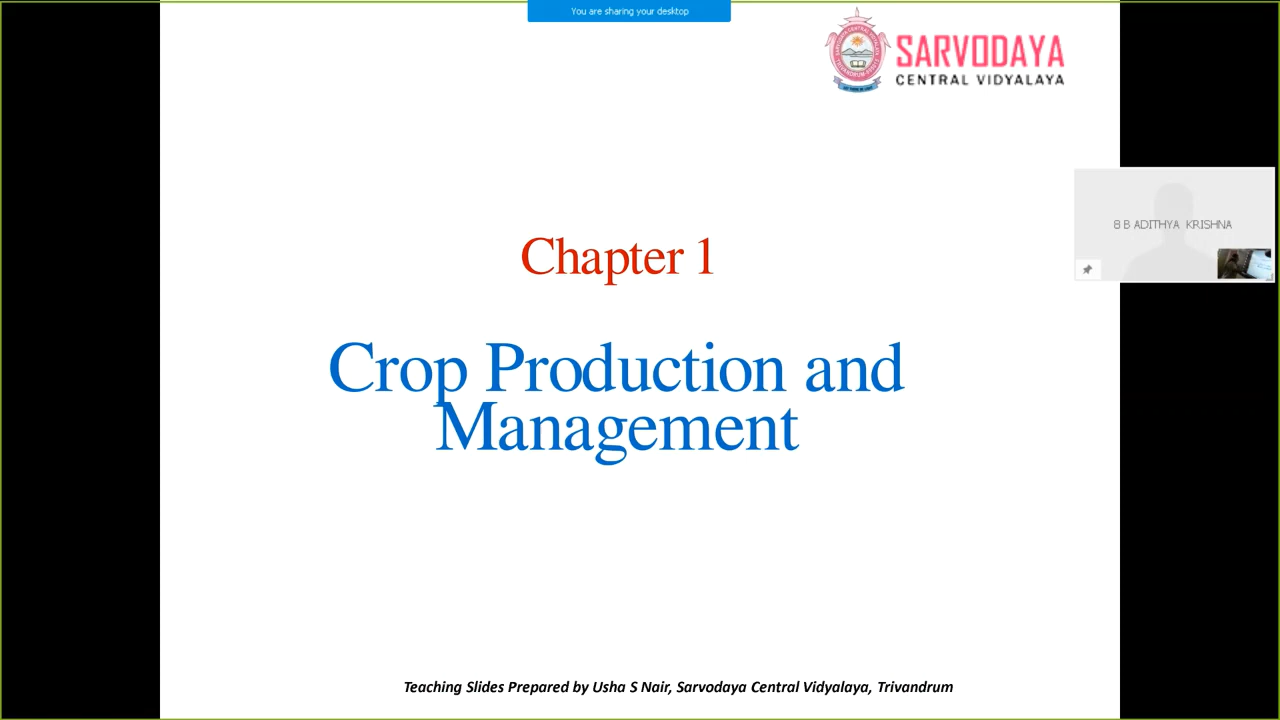 You are sharing your desktop
SARVODAYA
CENTRAL VIDYALAYA
8 B ADITHYA KRISHNA
Chapter 1
Crop Production and
Management
Teaching Slides Prepared by Usha S Nair, Sarvodaya Central Vidyalaya, Trivandrum